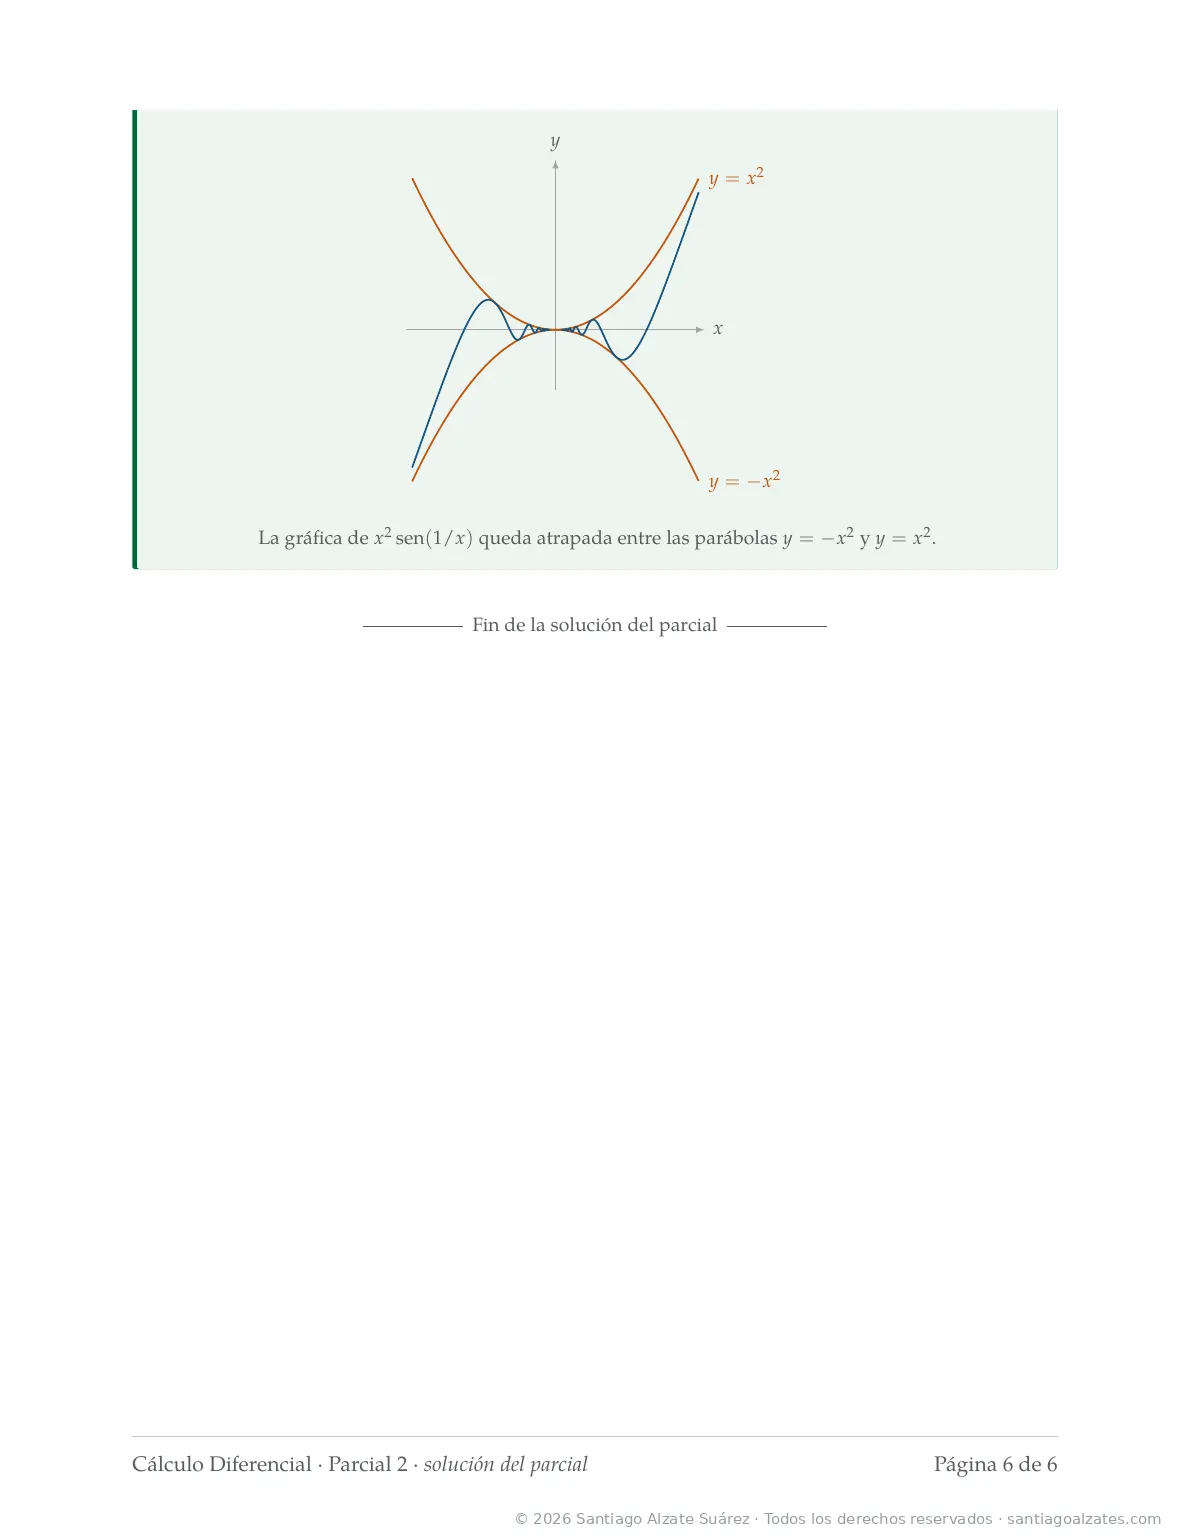 y
y = x²
x
y = −x²
La gráfica de x² sen(1/x) queda atrapada entre las parábolas y = −x² y y = x².
Fin de la solución del parcial
Cálculo Diferencial · Parcial 2 · solución del parcial
Página 6 de 6
© 2026 Santiago Alzate Suárez · Todos los derechos reservados · santiagoalzates.com